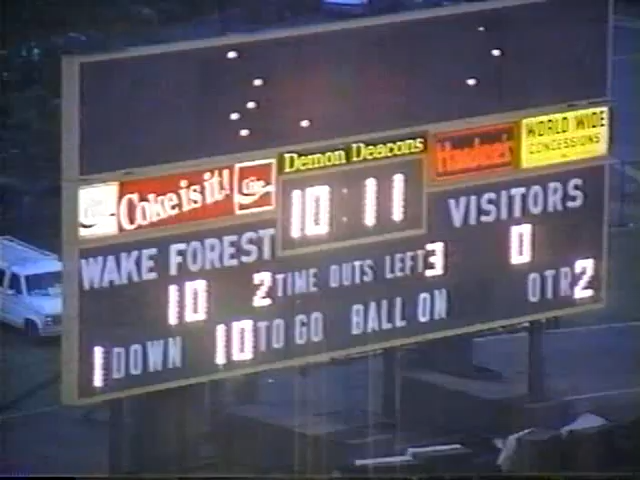 Coke is it! Coke Demon Deacons Hardee's WORLD WIDE
CONCESSIONS
10:11
WAKE FOREST VISITORS
10 2 TIME OUTS LEFT 3 0
1 DOWN 10 TO GO BALL ON QTR 2